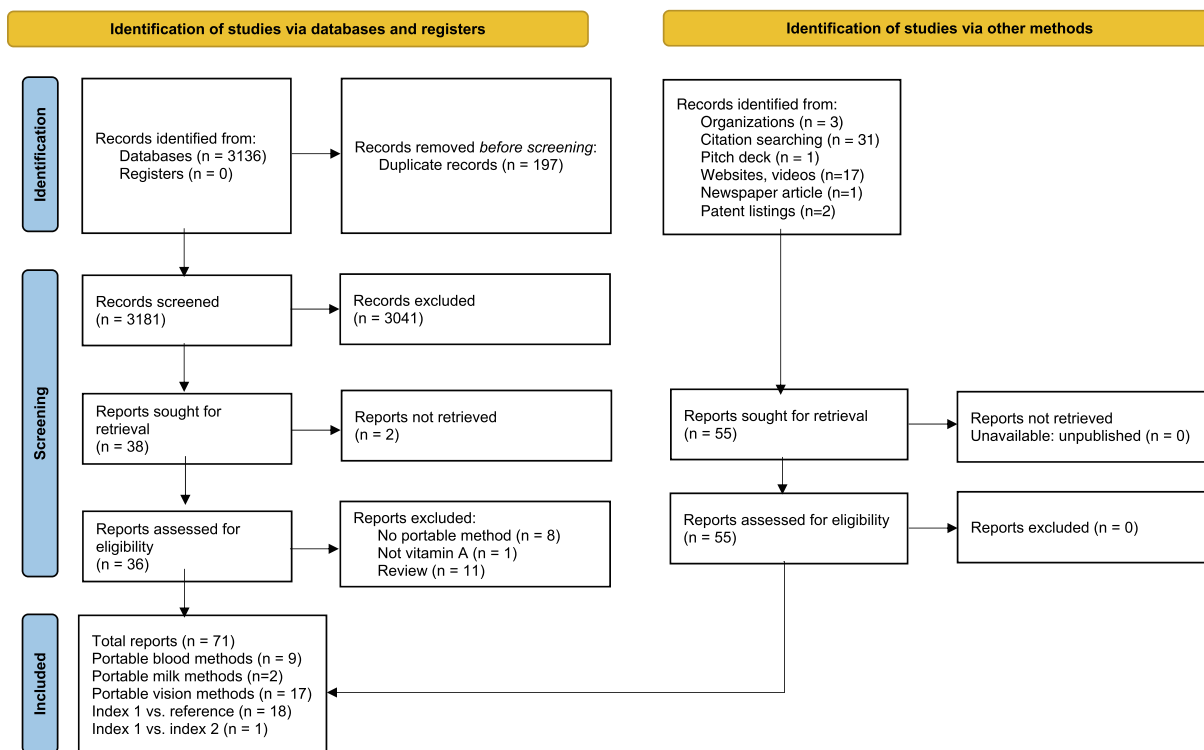 Identification of studies via databases and registers
Identification of studies via other methods
Identification
Records identified from:
Databases (n = 3136)
Registers (n = 0)
Records removed before screening:
Duplicate records (n = 197)
Records identified from:
Organizations (n = 3)
Citation searching (n = 31)
Pitch deck (n = 1)
Websites, videos (n=17)
Newspaper article (n=1)
Patent listings (n=2)
Screening
Records screened
(n = 3181)
Records excluded
(n = 3041)
Reports sought for
retrieval
(n = 38)
Reports not retrieved
(n = 2)
Reports sought for retrieval
(n = 55)
Reports not retrieved
Unavailable: unpublished (n = 0)
Reports assessed for
eligibility
(n = 36)
Reports excluded:
No portable method (n = 8)
Not vitamin A (n = 1)
Review (n = 11)
Reports assessed for eligibility
(n = 55)
Reports excluded (n = 0)
Included
Total reports (n = 71)
Portable blood methods (n = 9)
Portable milk methods (n=2)
Portable vision methods (n = 17)
Index 1 vs. reference (n = 18)
Index 1 vs. index 2 (n = 1)